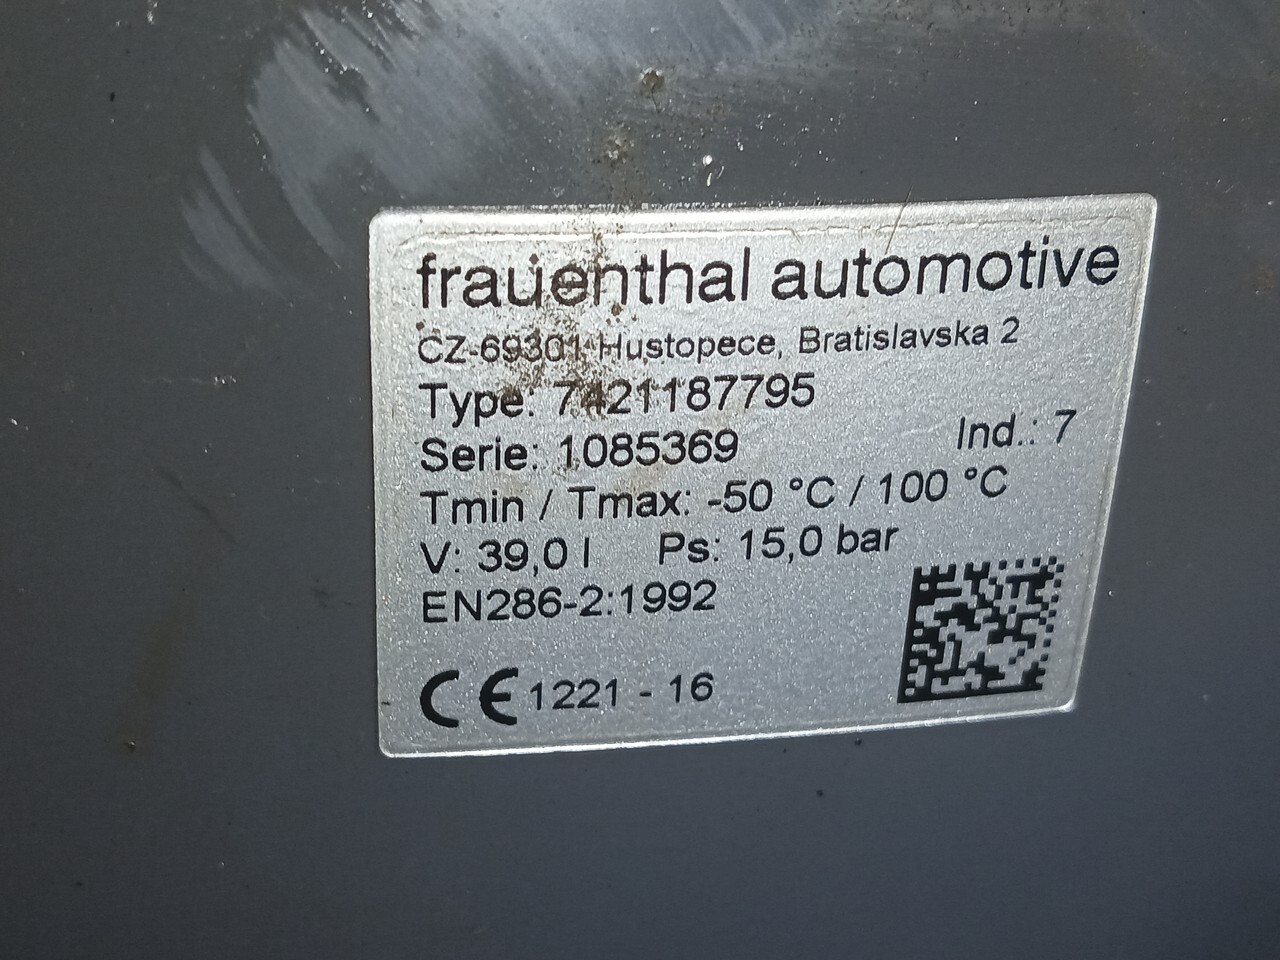 frauenthal automotive
CZ-69301 Hustopece, Bratislavska 2
Type: 7421187795
Serie: 1085369 Ind.: 7
Tmin / Tmax: -50 °C / 100 °C
V: 39,0 l Ps: 15,0 bar
EN286-2:1992
CE 1221 - 16